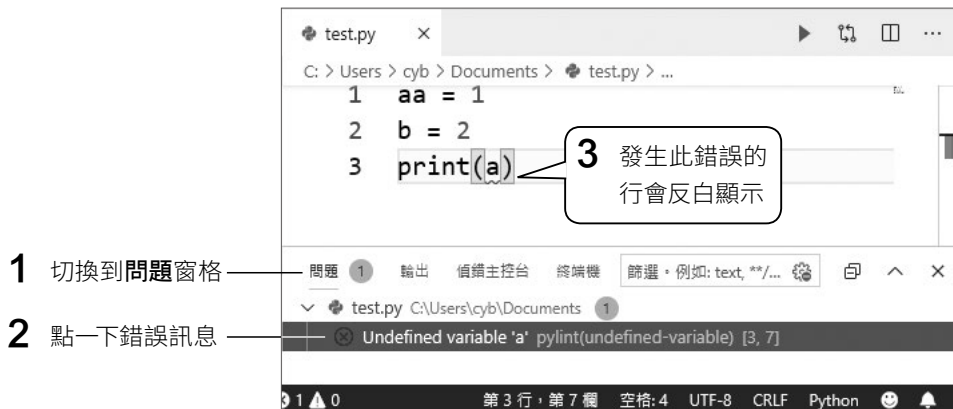 test.py ×
C: > Users > cyb > Documents > test.py > ...
1 aa = 1
2 b = 2
3 print(a)
3 發生此錯誤的
行會反白顯示
1 切換到問題窗格
問題 1 輸出 偵錯主控台 終端機 篩選。例如: text, **/...
test.py C:\Users\cyb\Documents 1
2 點一下錯誤訊息
Undefined variable 'a' pylint(undefined-variable) [3, 7]
1 0 第 3 行，第 7 欄 空格: 4 UTF-8 CRLF Python